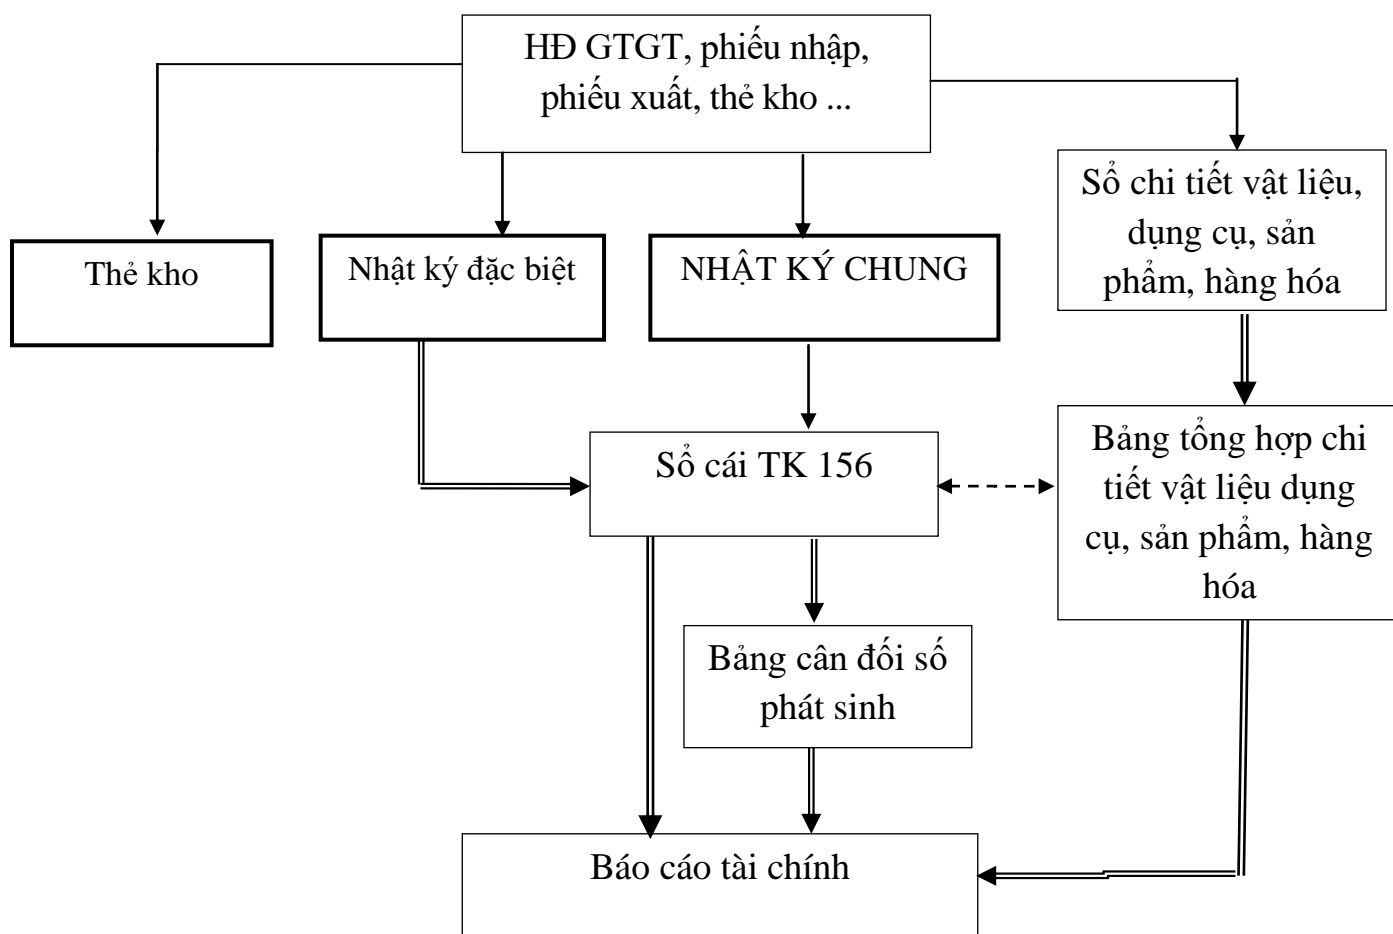 HĐ GTGT, phiếu nhập,
phiếu xuất, thẻ kho ...
Sổ chi tiết vật liệu,
dụng cụ, sản
phẩm, hàng hóa
Thẻ kho
Nhật ký đặc biệt
NHẬT KÝ CHUNG
Sổ cái TK 156
Bảng tổng hợp chi
tiết vật liệu dụng
cụ, sản phẩm, hàng
hóa
Bảng cân đối số
phát sinh
Báo cáo tài chính